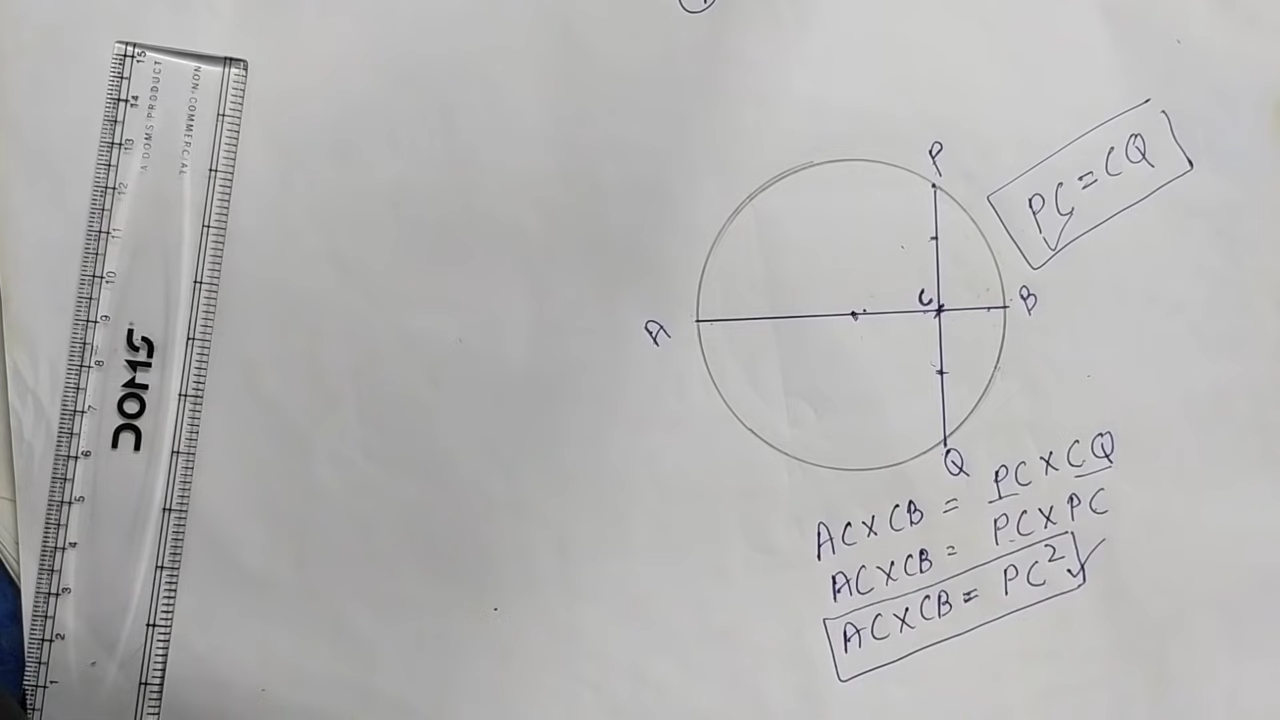 15
14
13
12
11
10
9
8
7
6
5
4
3
2
1
A DOMS PRODUCT
NON-COMMERCIAL
DOMS
P
PC = CQ
C
B
A
Q
AC X CB = PC X CQ
AC X CB = PC X PC
AC X CB = PC²